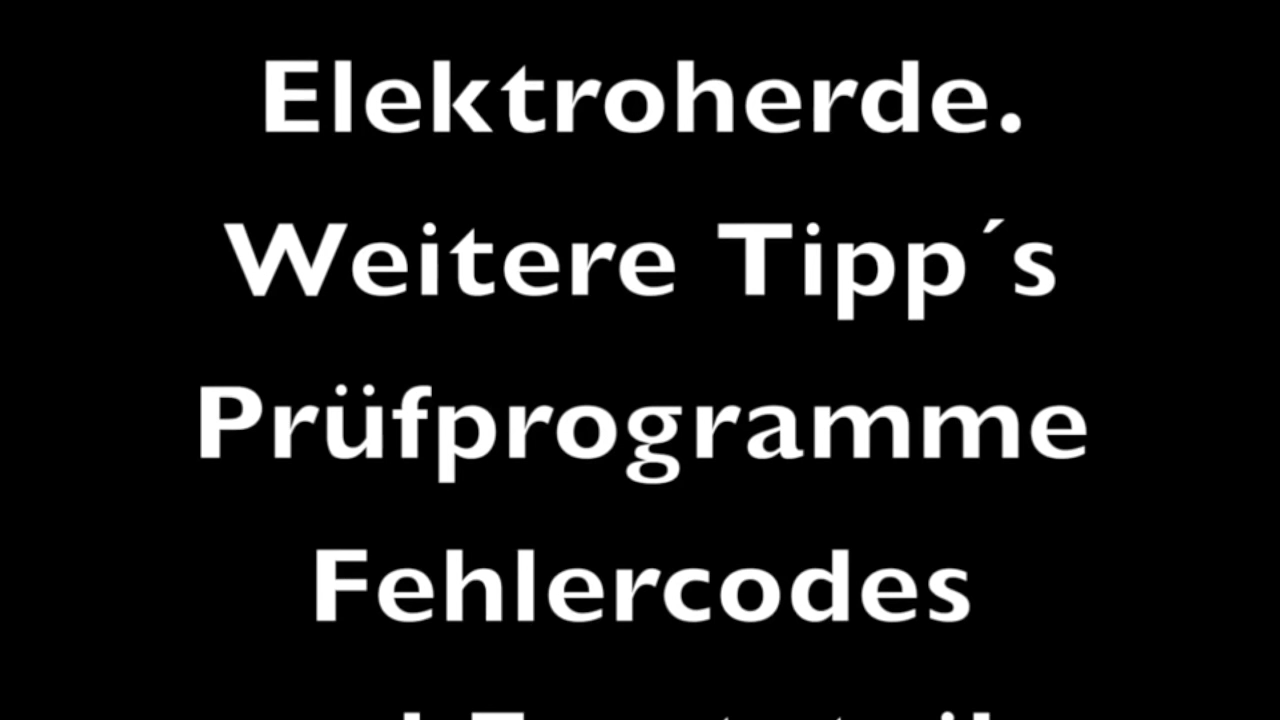 Elektroherde.
Weitere Tipp´s
Prüfprogramme
Fehlercodes